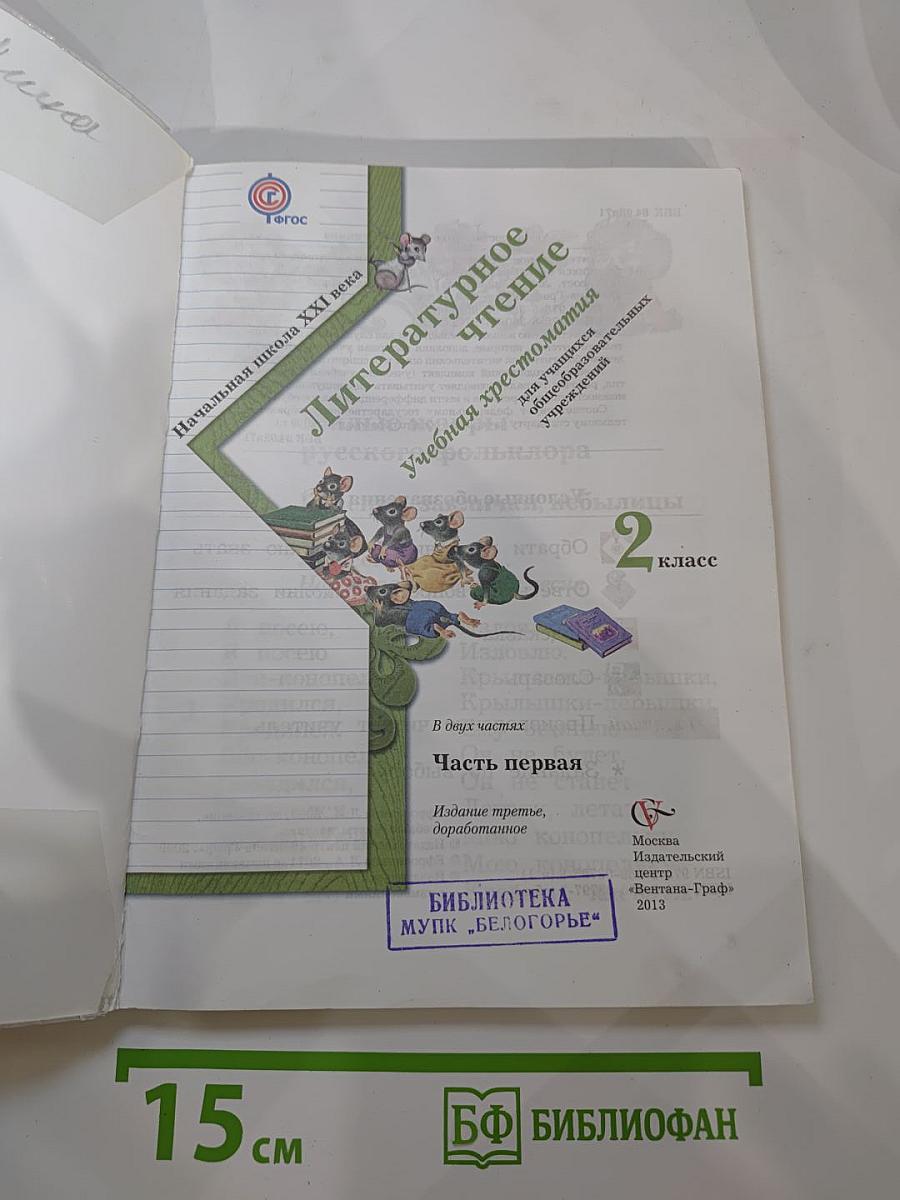 ФГОС
Начальная школа XXI века
Литературное
чтение
Учебная хрестоматия
для учащихся
общеобразовательных
учреждений
2 класс
В двух частях
Часть первая
Издание третье,
доработанное
Москва
Издательский
центр
«Вентана-Граф»
2013
БИБЛИОТЕКА
МУПК „БЕЛОГОРЬЕ“
15 см
БФ БИБЛИОФАН